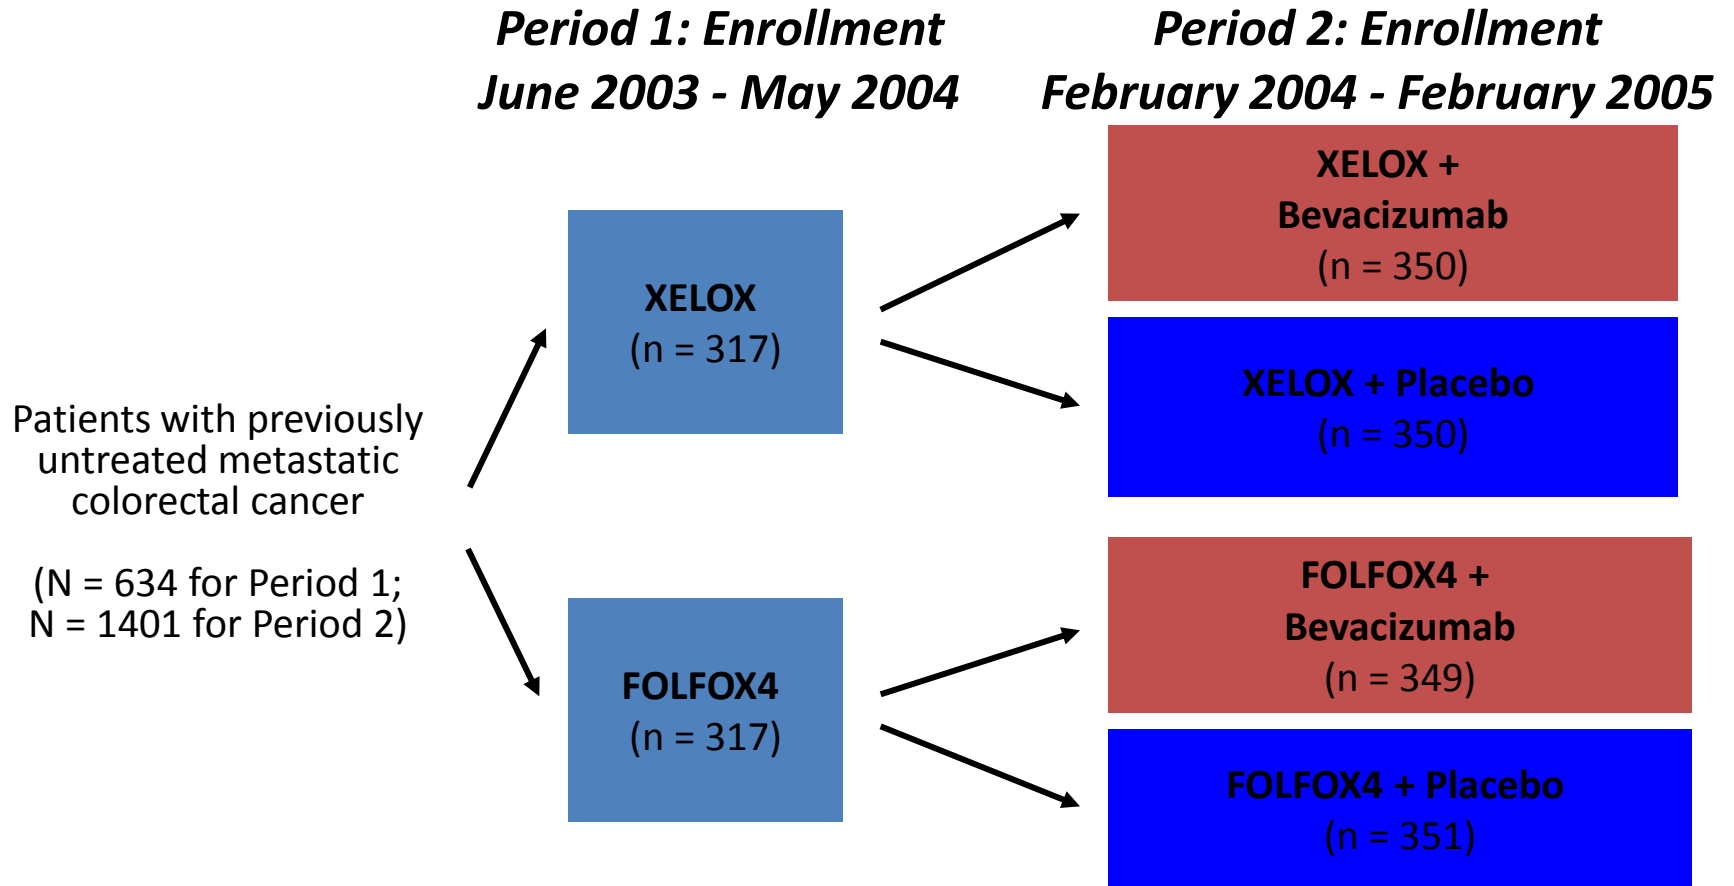 Period 1: Enrollment
June 2003 - May 2004
Period 2: Enrollment
February 2004 - February 2005
Patients with previously
untreated metastatic
colorectal cancer
(N = 634 for Period 1;
N = 1401 for Period 2)
XELOX
(n = 317)
FOLFOX4
(n = 317)
XELOX +
Bevacizumab
(n = 350)
XELOX + Placebo
(n = 350)
FOLFOX4 +
Bevacizumab
(n = 349)
FOLFOX4 + Placebo
(n = 351)